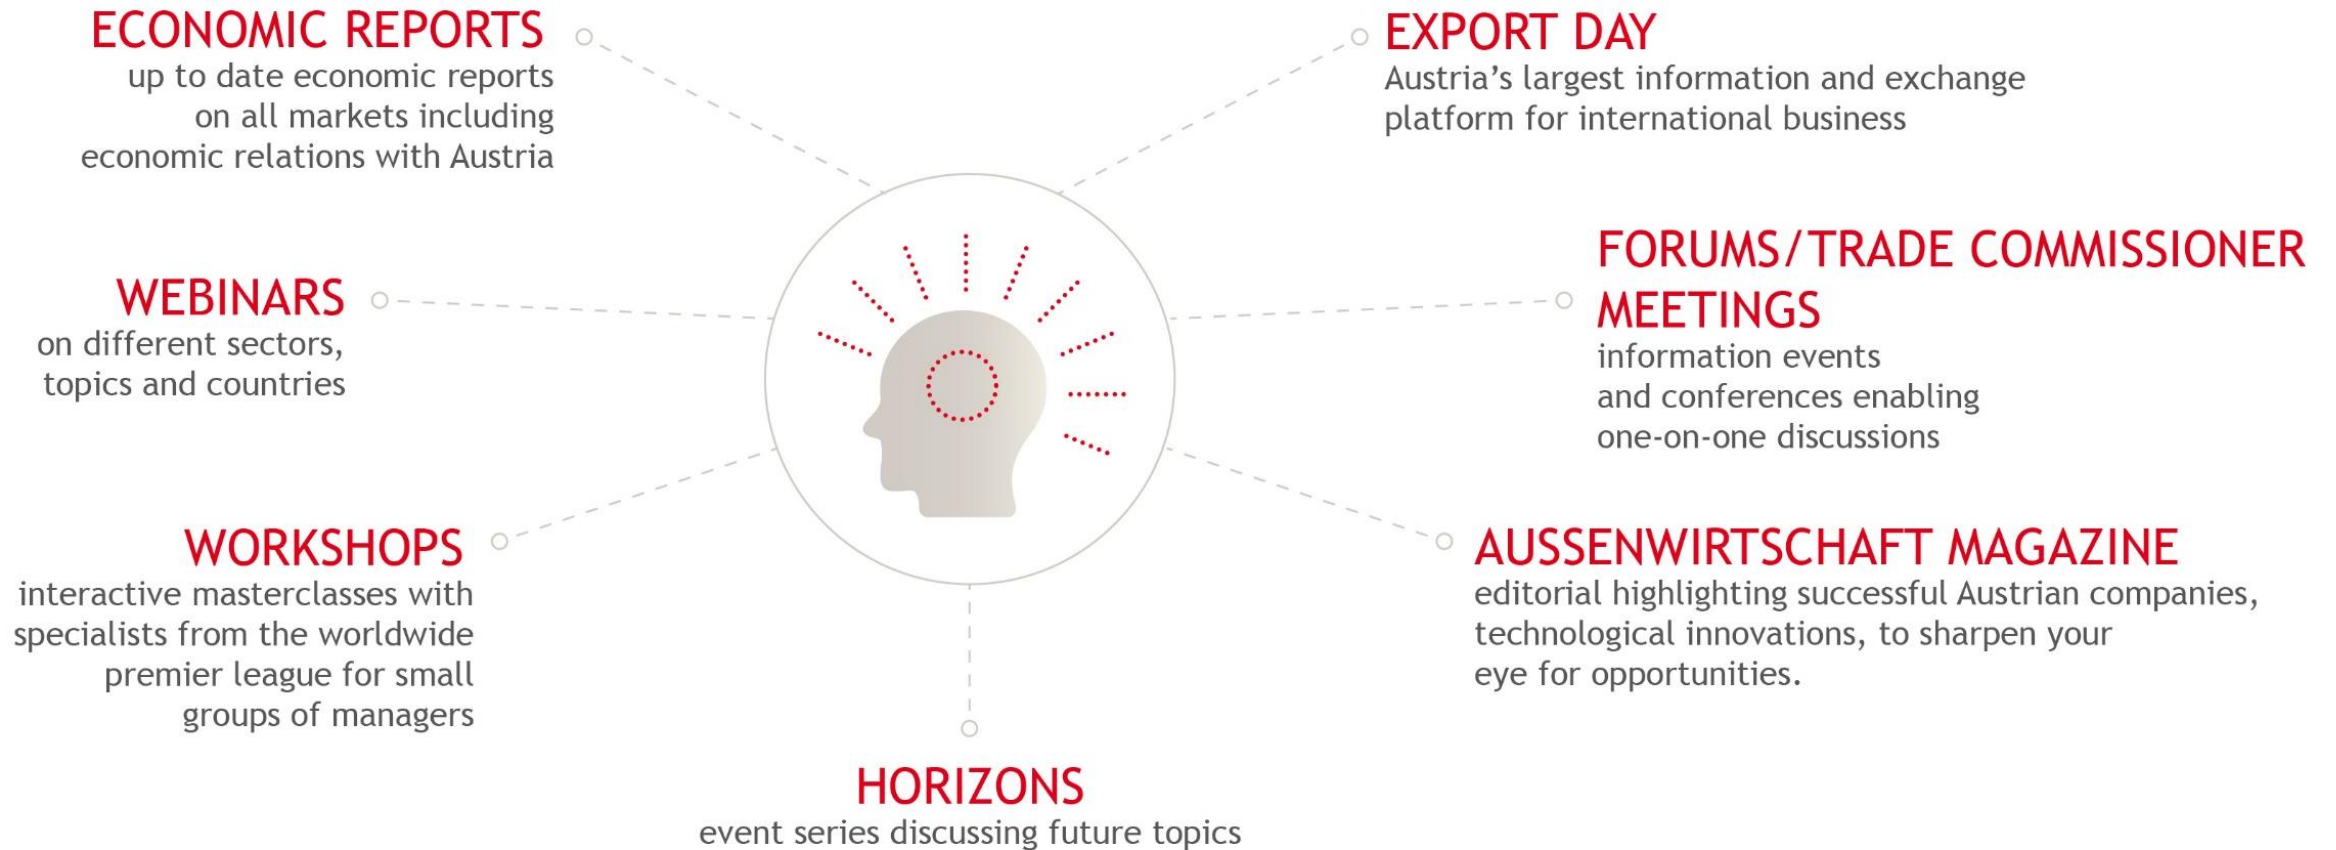 ECONOMIC REPORTS
up to date economic reports
on all markets including
economic relations with Austria
EXPORT DAY
Austria’s largest information and exchange
platform for international business
WEBINARS
on different sectors,
topics and countries
FORUMS/TRADE COMMISSIONER
MEETINGS
information events
and conferences enabling
one-on-one discussions
WORKSHOPS
interactive masterclasses with
specialists from the worldwide
premier league for small
groups of managers
AUSSENWIRTSCHAFT MAGAZINE
editorial highlighting successful Austrian companies,
technological innovations, to sharpen your
eye for opportunities.
HORIZONS
event series discussing future topics